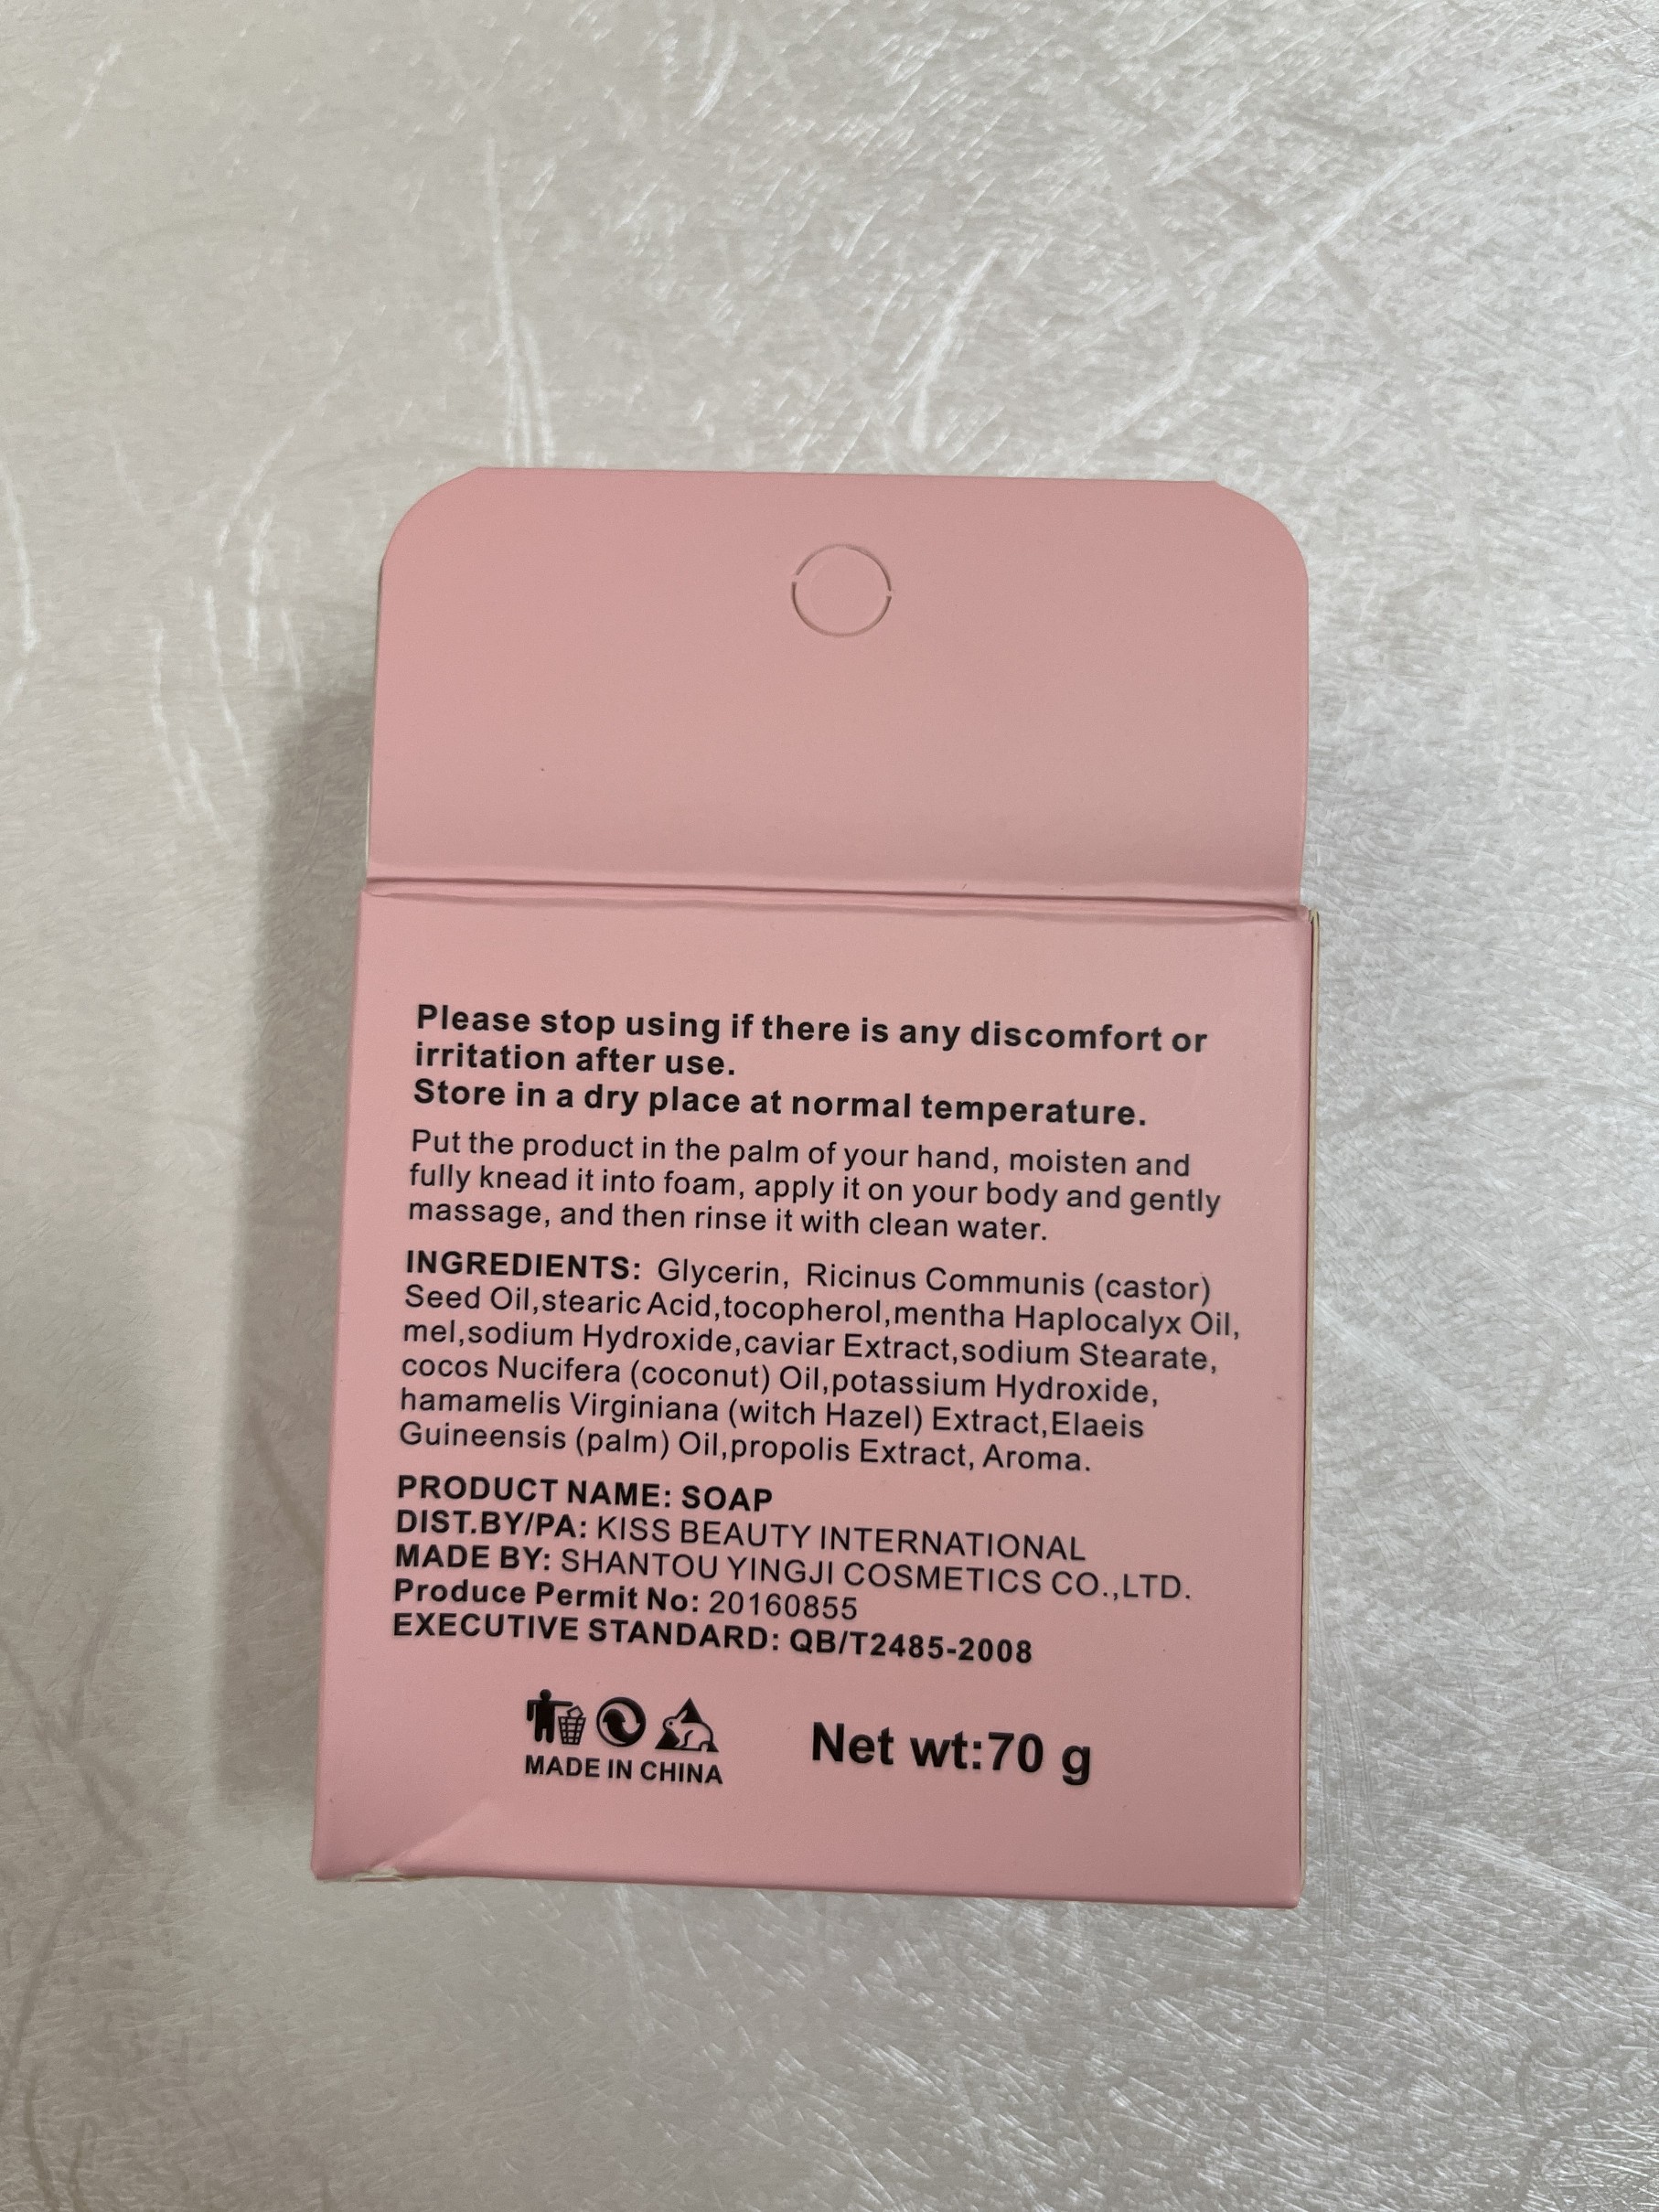 Please stop using if there is any discomfort or
irritation after use.
Store in a dry place at normal temperature.
Put the product in the palm of your hand, moisten and
fully knead it into foam, apply it on your body and gently
massage, and then rinse it with clean water.
INGREDIENTS: Glycerin, Ricinus Communis (castor)
Seed Oil,stearic Acid,tocopherol,mentha Haplocalyx Oil,
mel,sodium Hydroxide,caviar Extract,sodium Stearate,
cocos Nucifera (coconut) Oil,potassium Hydroxide,
hamamelis Virginiana (witch Hazel) Extract,Elaeis
Guineensis (palm) Oil,propolis Extract, Aroma.
PRODUCT NAME: SOAP
DIST.BY/PA: KISS BEAUTY INTERNATIONAL
MADE BY: SHANTOU YINGJI COSMETICS CO.,LTD.
Produce Permit No: 20160855
EXECUTIVE STANDARD: QB/T2485-2008
MADE IN CHINA
Net wt:70 g